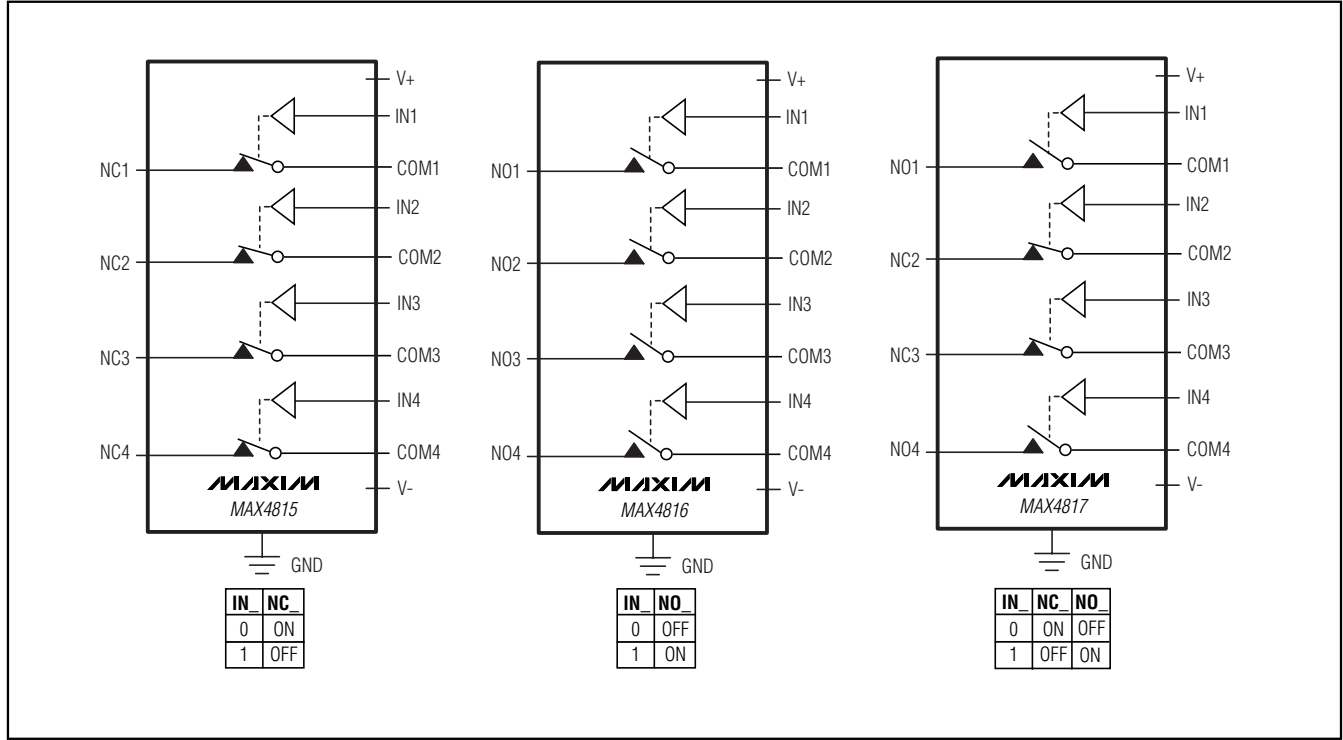 V+
IN1
NC1
COM1
IN2
NC2
COM2
IN3
NC3
COM3
IN4
NC4
COM4
MAXIM
MAX4815
V-
GND
IN_ NC_
0 ON
1 OFF
V+
IN1
NO1
COM1
IN2
NO2
COM2
IN3
NO3
COM3
IN4
NO4
COM4
MAXIM
MAX4816
V-
GND
IN_ NO_
0 OFF
1 ON
V+
IN1
NO1
COM1
IN2
NC2
COM2
IN3
NC3
COM3
IN4
NO4
COM4
MAXIM
MAX4817
V-
GND
IN_ NC_ NO_
0 ON OFF
1 OFF ON